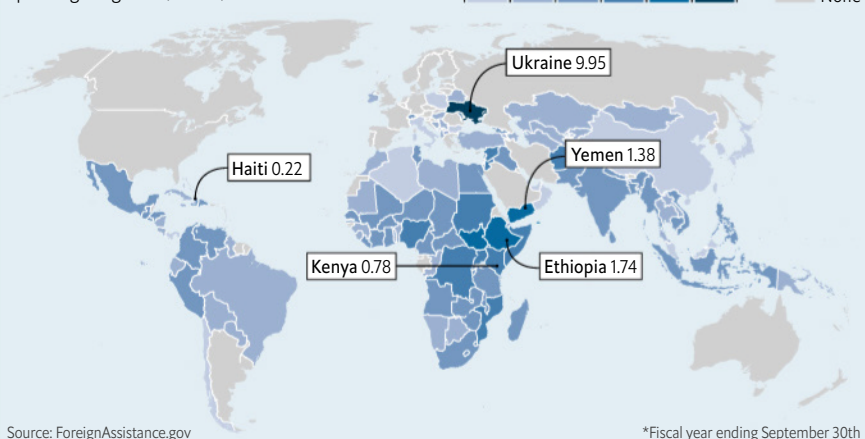 None
Ukraine 9.95
Yemen 1.38
Haiti 0.22
Kenya 0.78
Ethiopia 1.74
Source: ForeignAssistance.gov
*Fiscal year ending September 30th